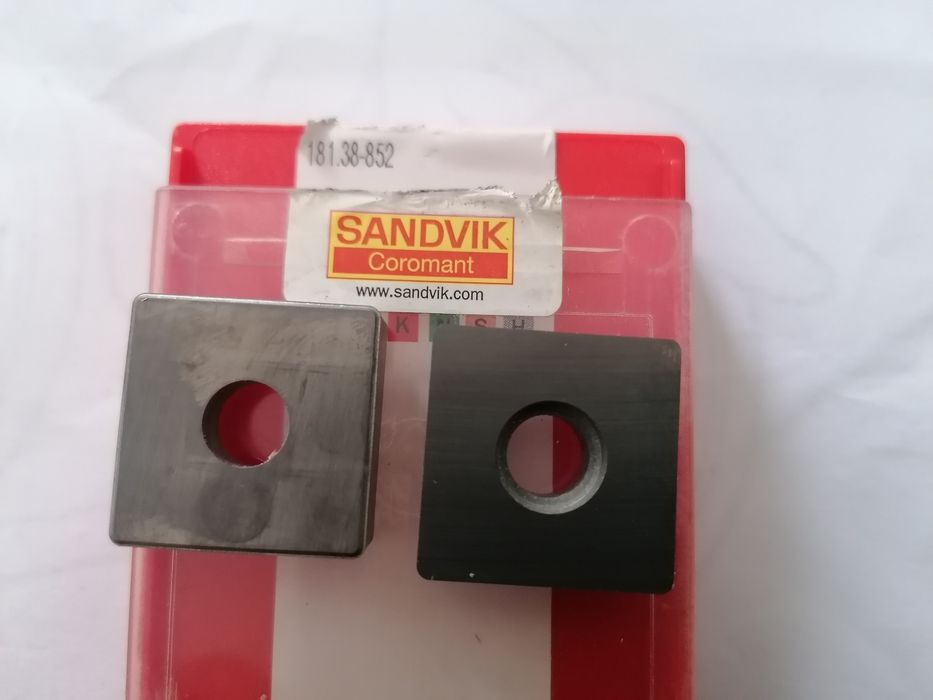 181.38-852
SANDVIK
Coromant
www.sandvik.com
K N S H